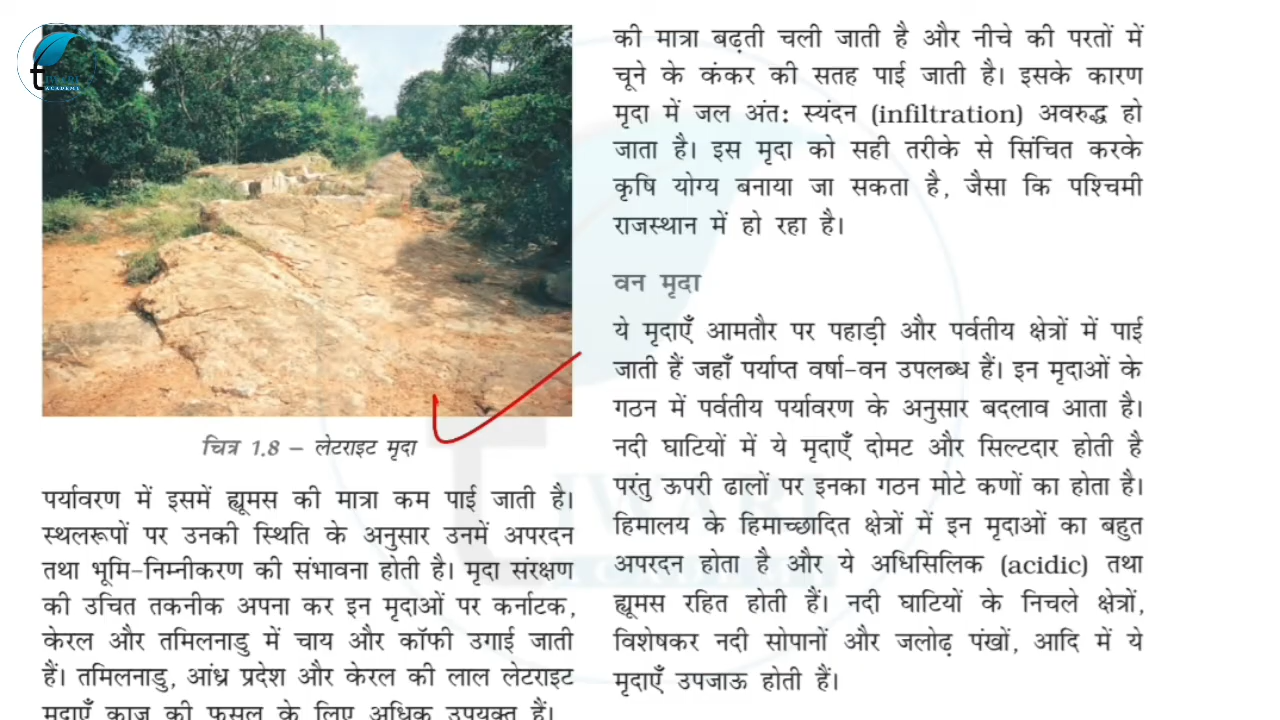 t
TIWARI
ACADEMY
चित्र 1.8 – लेटराइट मृदा
पर्यावरण में इसमें ह्यूमस की मात्रा कम पाई जाती है।
स्थलरूपों पर उनकी स्थिति के अनुसार उनमें अपरदन
तथा भूमि-निम्नीकरण की संभावना होती है। मृदा संरक्षण
की उचित तकनीक अपना कर इन मृदाओं पर कर्नाटक,
केरल और तमिलनाडु में चाय और कॉफी उगाई जाती
हैं। तमिलनाडु, आंध्र प्रदेश और केरल की लाल लेटराइट
मृदाएँ काजू की फसल के लिए अधिक उपयुक्त हैं।
की मात्रा बढ़ती चली जाती है और नीचे की परतों में
चूने के कंकर की सतह पाई जाती है। इसके कारण
मृदा में जल अंत: स्यंदन (infiltration) अवरुद्ध हो
जाता है। इस मृदा को सही तरीके से सिंचित करके
कृषि योग्य बनाया जा सकता है, जैसा कि पश्चिमी
राजस्थान में हो रहा है।
वन मृदा
ये मृदाएँ आमतौर पर पहाड़ी और पर्वतीय क्षेत्रों में पाई
जाती हैं जहाँ पर्याप्त वर्षा-वन उपलब्ध हैं। इन मृदाओं के
गठन में पर्वतीय पर्यावरण के अनुसार बदलाव आता है।
नदी घाटियों में ये मृदाएँ दोमट और सिल्टदार होती है
परंतु ऊपरी ढालों पर इनका गठन मोटे कणों का होता है।
हिमालय के हिमाच्छादित क्षेत्रों में इन मृदाओं का बहुत
अपरदन होता है और ये अधिसिलिक (acidic) तथा
ह्यूमस रहित होती हैं। नदी घाटियों के निचले क्षेत्रों,
विशेषकर नदी सोपानों और जलोढ़ पंखों, आदि में ये
मृदाएँ उपजाऊ होती हैं।